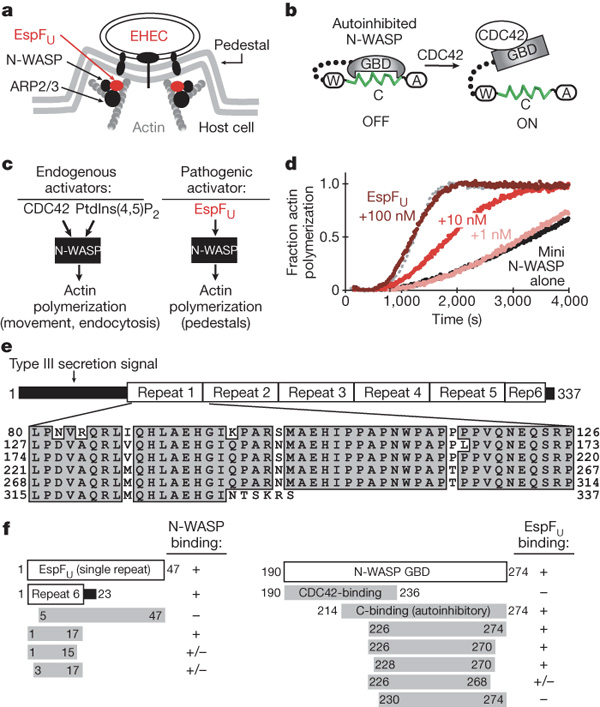 a
EspFU
EHEC
Pedestal
N-WASP
ARP2/3
Actin
Host cell
b
Autoinhibited
N-WASP
CDC42
CDC42
GBD
GBD
W
A
C
W
A
C
OFF
ON
c
Endogenous
activators:
Pathogenic
activator:
CDC42 PtdIns(4,5)P2
EspFU
N-WASP
N-WASP
Actin
polymerization
(movement, endocytosis)
Actin
polymerization
(pedestals)
d
Fraction actin
polymerization
1.0
0.5
0
EspFU
+100 nM
+10 nM
+1 nM
Mini
N-WASP
alone
1,000 2,000 3,000 4,000
Time (s)
e
Type III secretion signal
1 Repeat 1 Repeat 2 Repeat 3 Repeat 4 Repeat 5 Rep6 337
80 LPNVRQRLIQHLAEHGIKPARSMAEHIPPAPNWPAPPPPVQNEQSRP 126
127 LPDVAQRLVQHLAEHGIQPARNMAEHIPPAPNWPAPPLPVQNEQSRP 173
174 LPDVAQRLVQHLAEHGIQPARSMAEHIPPAPNWPAPPPPVQNEQSRP 220
221 LPDVAQRLMQHLAEHGIQPARNMAEHIPPAPNWPAPTPPVQNEQSRP 267
268 LPDVAQRLMQHLAEHGIQPARNMAEHIPPAPNWPAPTPPVQNEQSRP 314
315 LPDVAQRLMQHLAEHGINTSKRS 337
f
N-WASP
binding:
1 EspFU (single repeat) 47 +
1 Repeat 6 23 +
5 47 –
1 17 +
1 15 +/–
3 17 +/–
EspFU
binding:
190 N-WASP GBD 274 +
190 CDC42-binding 236 –
214 C-binding (autoinhibitory) 274 +
226 274 +
226 270 +
228 270 +
226 268 +/–
230 274 –